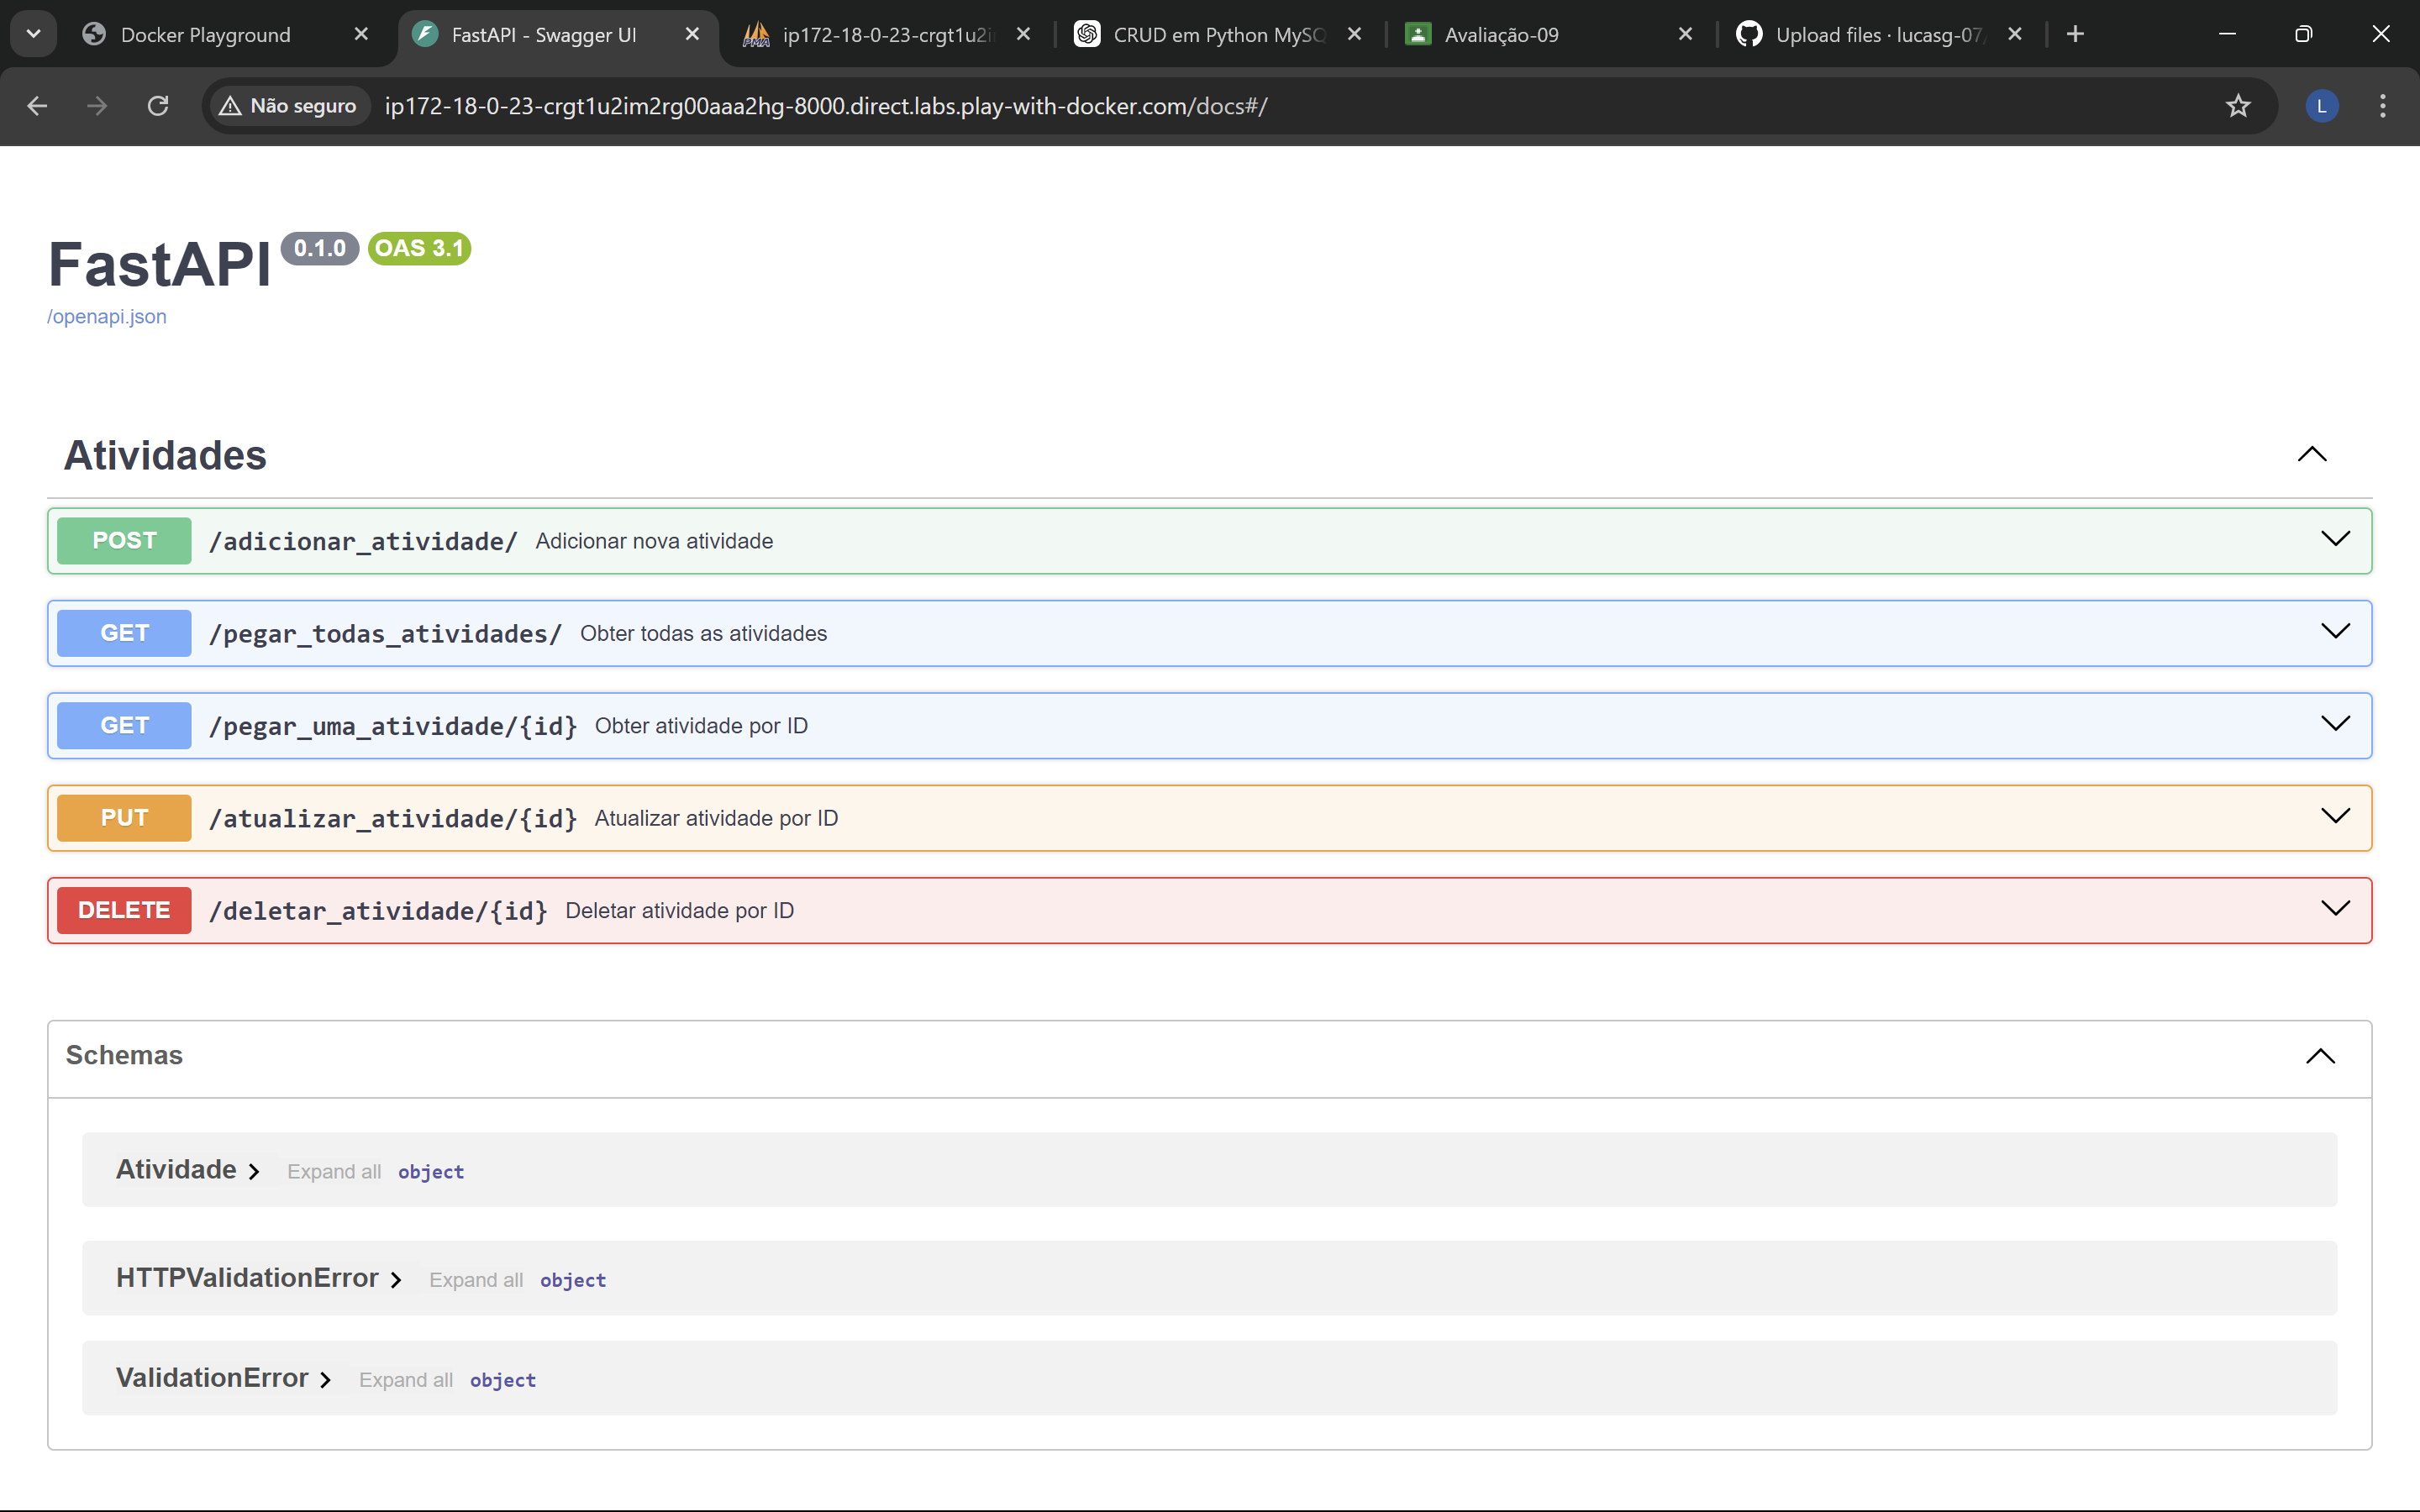 Docker Playground
FastAPI - Swagger UI
ip172-18-0-23-crgt1u2i
CRUD em Python MySQ
Avaliação-09
Upload files · lucasg-07
Não seguro
ip172-18-0-23-crgt1u2im2rg00aaa2hg-8000.direct.labs.play-with-docker.com/docs#/
L
FastAPI 0.1.0 OAS 3.1
/openapi.json
Atividades
POST /adicionar_atividade/ Adicionar nova atividade
GET /pegar_todas_atividades/ Obter todas as atividades
GET /pegar_uma_atividade/{id} Obter atividade por ID
PUT /atualizar_atividade/{id} Atualizar atividade por ID
DELETE /deletar_atividade/{id} Deletar atividade por ID
Schemas
Atividade Expand all object
HTTPValidationError Expand all object
ValidationError Expand all object